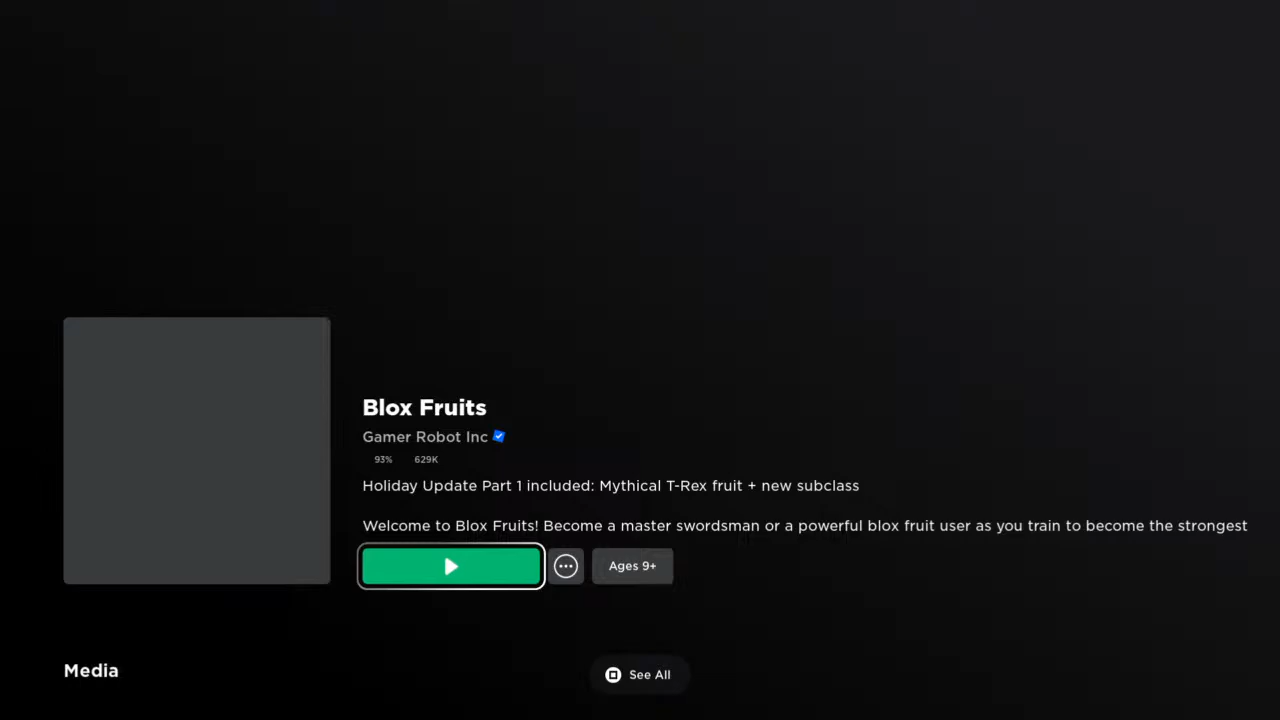 Blox Fruits
Gamer Robot Inc
93% 629K
Holiday Update Part 1 included: Mythical T-Rex fruit + new subclass
Welcome to Blox Fruits! Become a master swordsman or a powerful blox fruit user as you train to become the strongest
Ages 9+
Media
See All